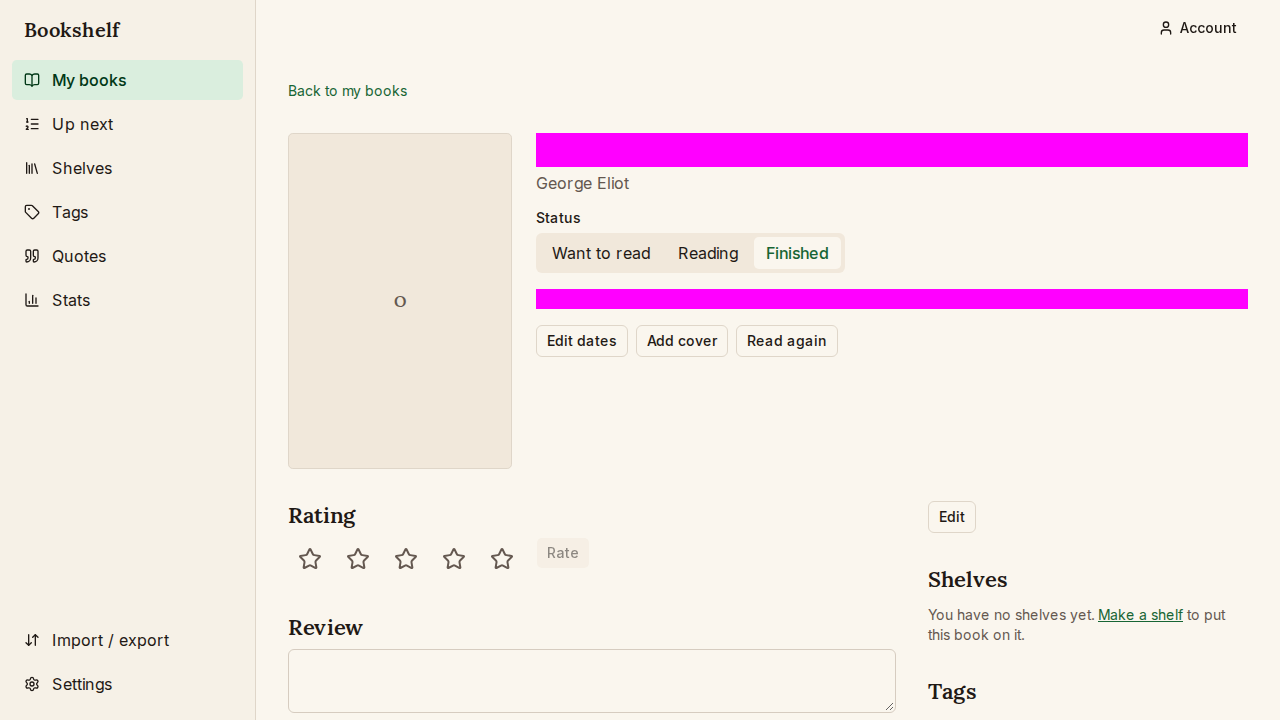 Bookshelf
My books
Up next
Shelves
Tags
Quotes
Stats
Import / export
Settings
Account
Back to my books
O
George Eliot
Status
Want to read
Reading
Finished
Edit dates
Add cover
Read again
Rating
Rate
Review
Edit
Shelves
You have no shelves yet. Make a shelf to put
this book on it.
Tags